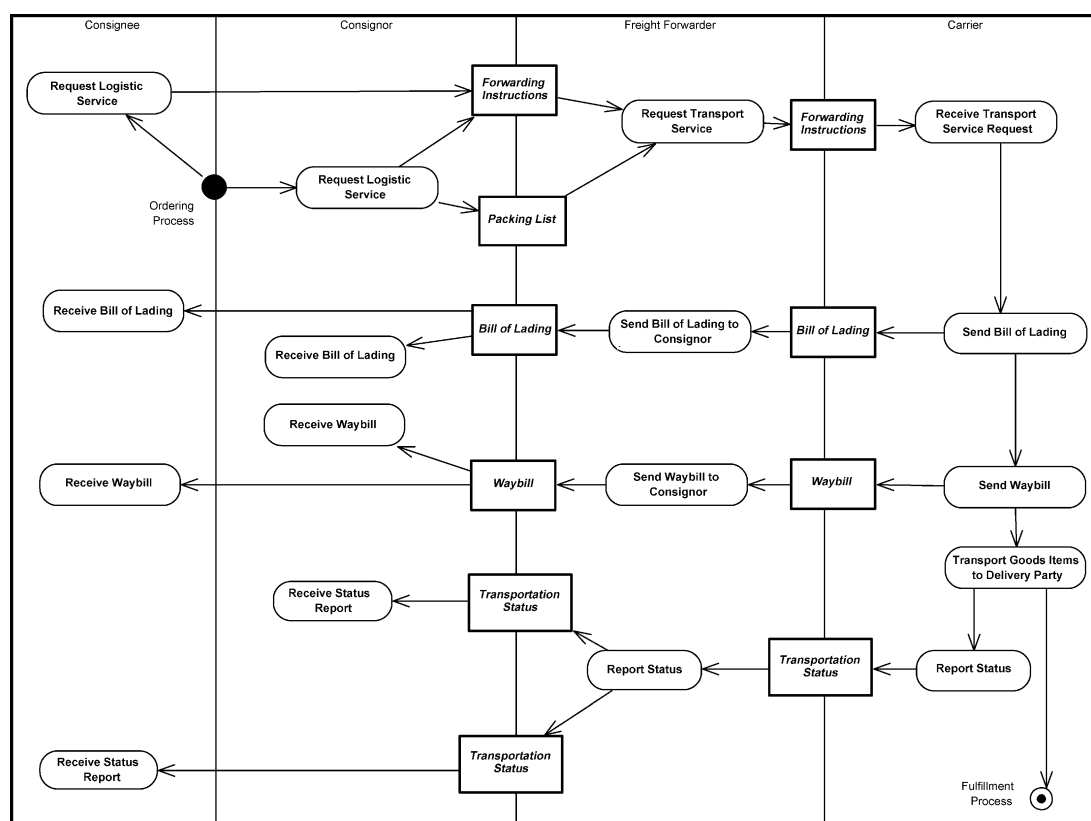 Consignee
Consignor
Freight Forwarder
Carrier
Request Logistic
Service
Forwarding
Instructions
Request Transport
Service
Forwarding
Instructions
Receive Transport
Service Request
Ordering
Process
Request Logistic
Service
Packing List
Receive Bill of Lading
Receive Bill of Lading
Bill of Lading
Send Bill of Lading to
Consignor
Bill of Lading
Send Bill of Lading
Receive Waybill
Receive Waybill
Waybill
Send Waybill to
Consignor
Waybill
Send Waybill
Transport Goods Items
to Delivery Party
Receive Status
Report
Transportation
Status
Report Status
Transportation
Status
Report Status
Receive Status
Report
Transportation
Status
Fulfillment
Process